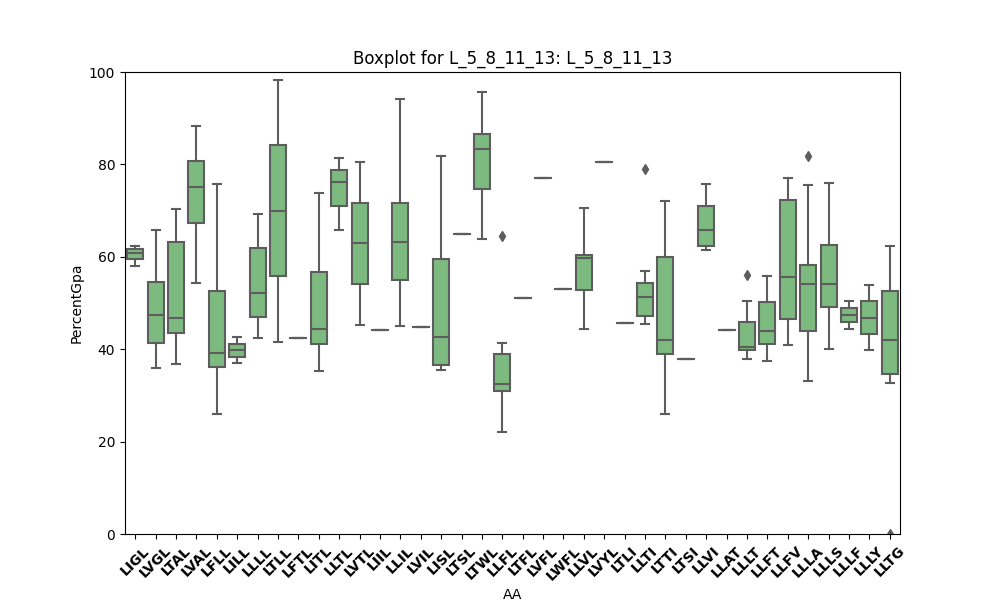 Boxplot for L_5_8_11_13: L_5_8_11_13
100
80
60
40
20
0
PercentGpa
LIGL LVGL LTAL LVAL LFLL LILL LLLL LTLL LFTL LITL LLTL LVTL LIIL LLIL LVIL LISL LTSL LTWL LLFL LTFL LVFL LWFL LLVL LVYL LTLI LLTI LTTI LTSI LLVI LLAT LLLT LLFT LLFV LLLA LLLS LLLF LLLY LLTG
AA